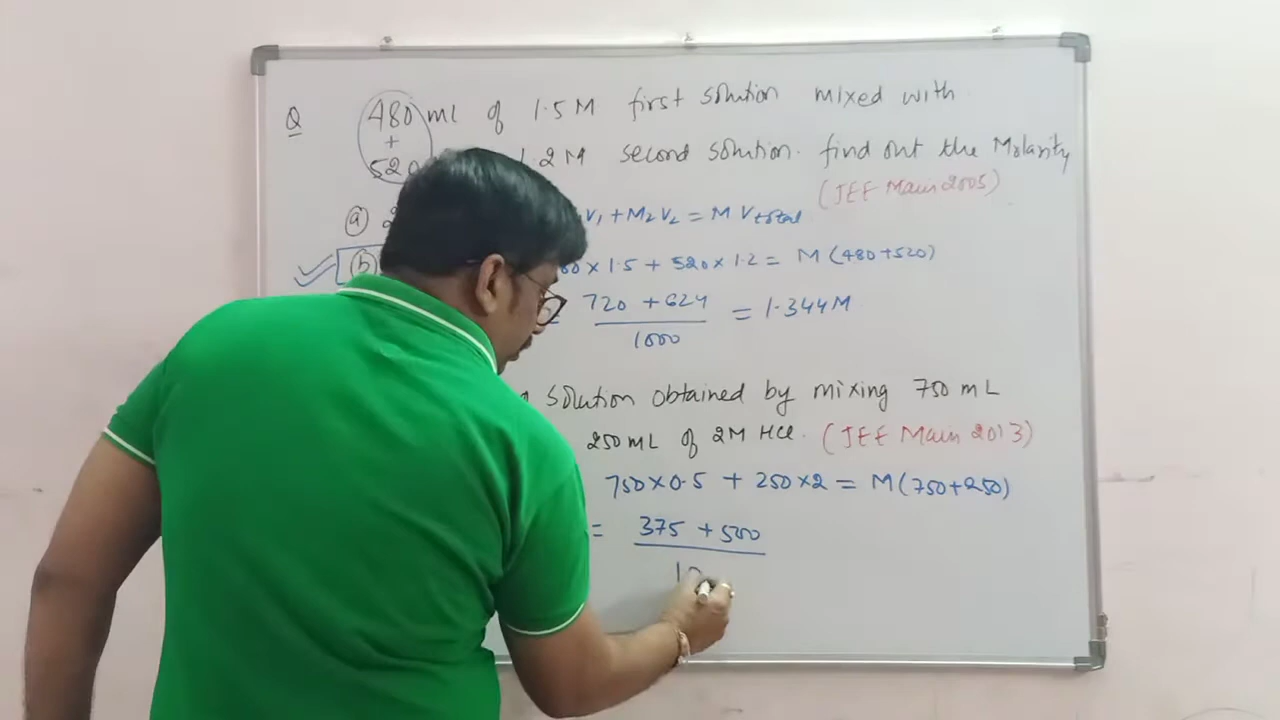 Q 480 ml of 1.5 M first solution mixed with
+
520 1.2 M second solution. find out the Molarity
(JEE Main 2005)
(a) V₁ + M₂V₂ = M Vtotal
(b) × 1.5 + 520 × 1.2 = M (480+520)
= 720 + 624 / 1000 = 1.344 M
solution obtained by mixing 750 mL
250 mL of 2M HCl. (JEE Main 2013)
750 × 0.5 + 250 × 2 = M (750+250)
= 375 + 500
10